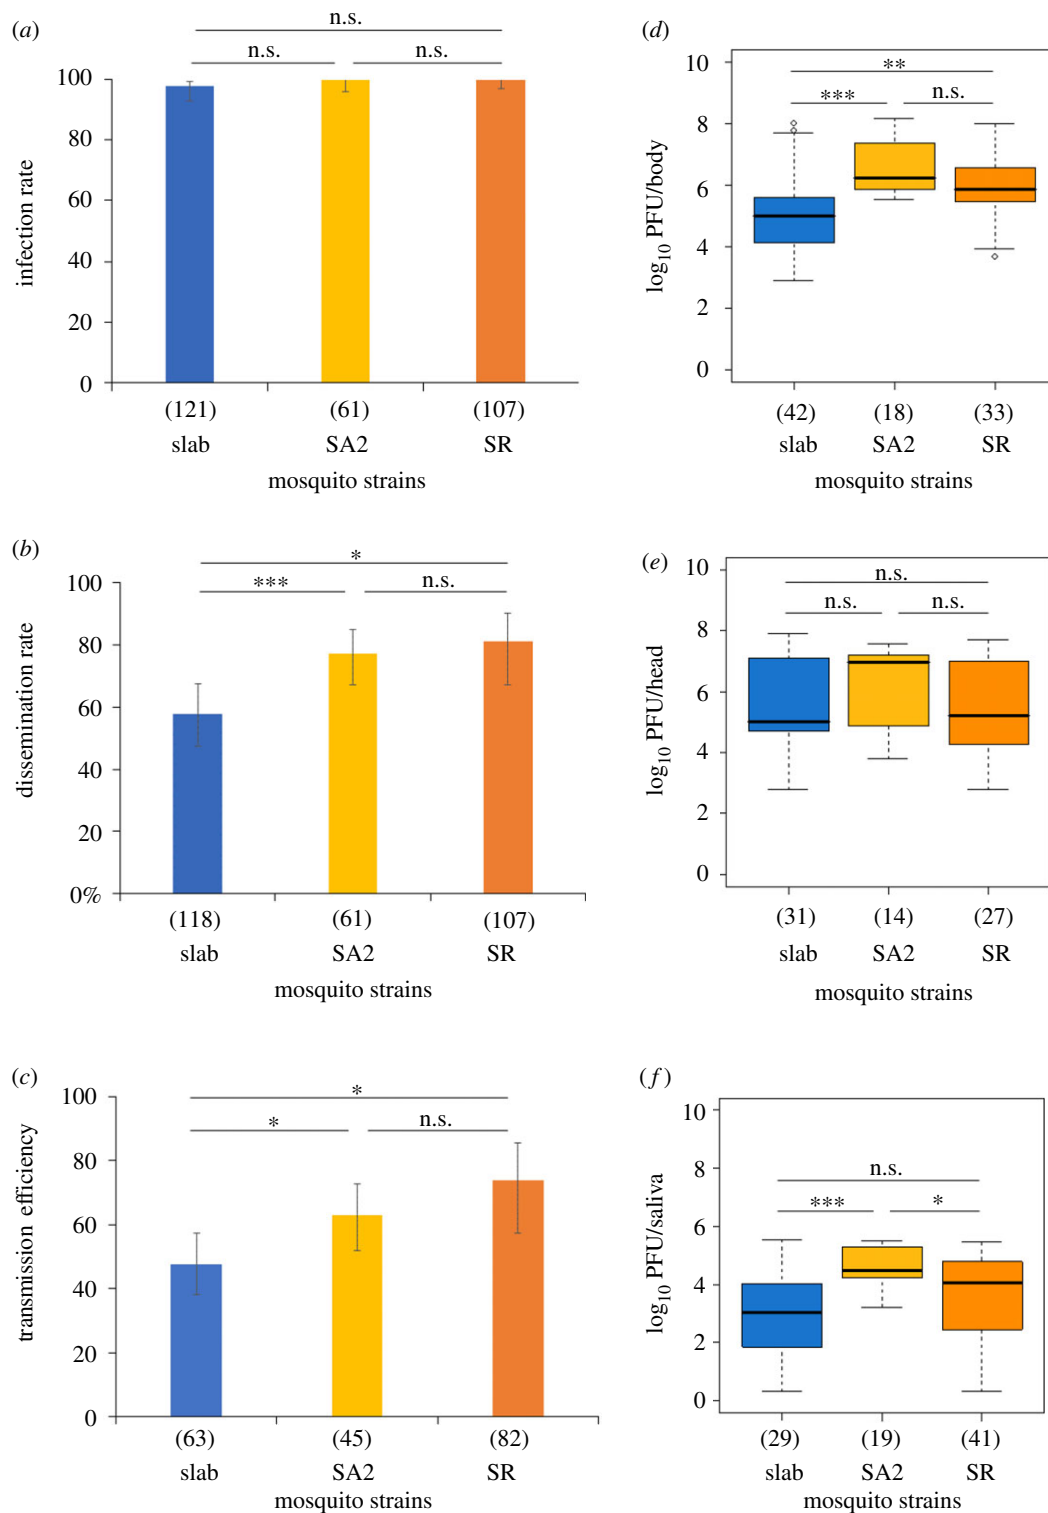 (a)
n.s.
n.s.
n.s.
100
80
60
40
20
0
infection rate
(121)
(61)
(107)
slab
SA2
SR
mosquito strains
(b)
*
***
n.s.
100
80
60
40
20
0%
dissemination rate
(118)
(61)
(107)
slab
SA2
SR
mosquito strains
(c)
*
*
n.s.
100
80
60
40
20
0
transmission efficiency
(63)
(45)
(82)
slab
SA2
SR
mosquito strains
(d)
**
***
n.s.
10
8
6
4
2
0
log10 PFU/body
(42)
(18)
(33)
slab
SA2
SR
mosquito strains
(e)
n.s.
n.s.
n.s.
10
8
6
4
2
0
log10 PFU/head
(31)
(14)
(27)
slab
SA2
SR
mosquito strains
(f)
n.s.
***
*
10
8
6
4
2
0
log10 PFU/saliva
(29)
(19)
(41)
slab
SA2
SR
mosquito strains